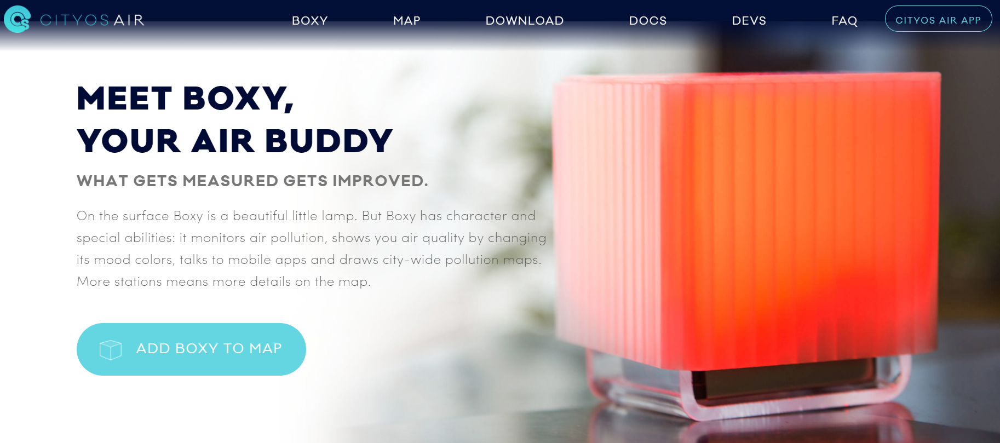 CITYOS AIR
BOXY
MAP
DOWNLOAD
DOCS
DEVS
FAQ
CITYOS AIR APP
MEET BOXY,
YOUR AIR BUDDY
WHAT GETS MEASURED GETS IMPROVED.
On the surface Boxy is a beautiful little lamp. But Boxy has character and
special abilities: it monitors air pollution, shows you air quality by changing
its mood colors, talks to mobile apps and draws city-wide pollution maps.
More stations means more details on the map.
ADD BOXY TO MAP